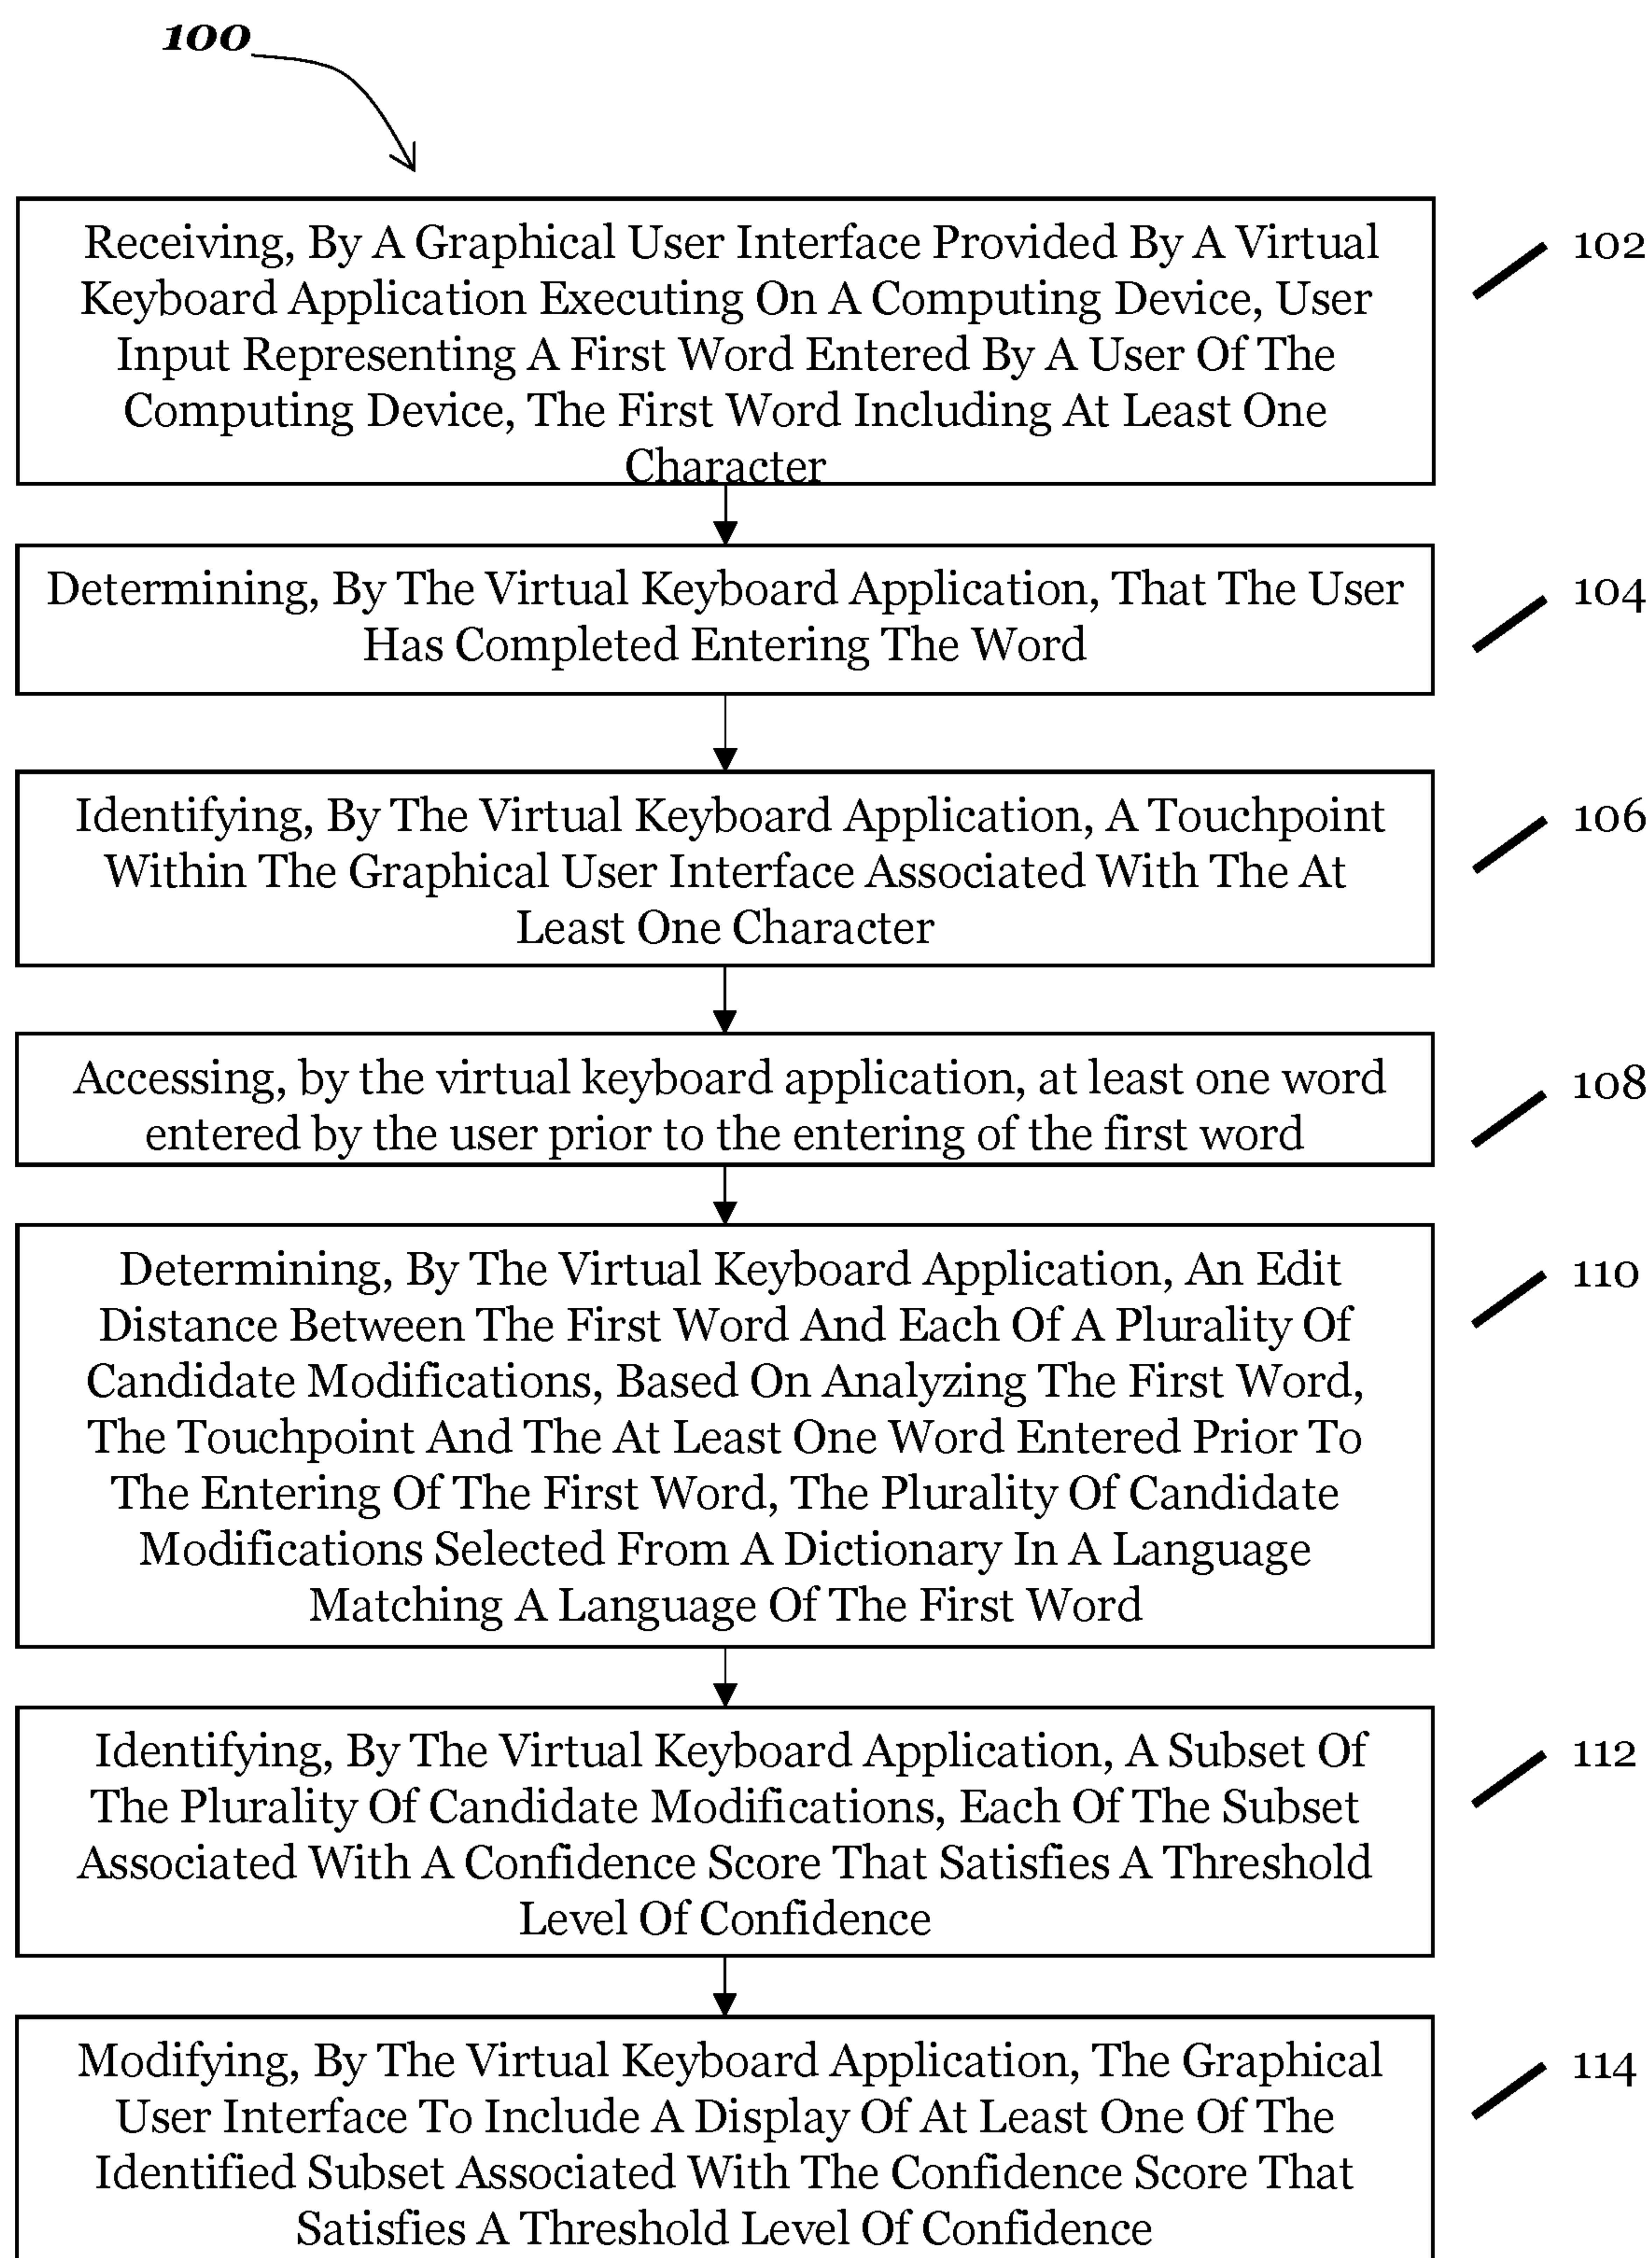 100
Receiving, By A Graphical User Interface Provided By A Virtual
Keyboard Application Executing On A Computing Device, User
Input Representing A First Word Entered By A User Of The
Computing Device, The First Word Including At Least One
Character
102
Determining, By The Virtual Keyboard Application, That The User
Has Completed Entering The Word
104
Identifying, By The Virtual Keyboard Application, A Touchpoint
Within The Graphical User Interface Associated With The At
Least One Character
106
Accessing, by the virtual keyboard application, at least one word
entered by the user prior to the entering of the first word
108
Determining, By The Virtual Keyboard Application, An Edit
Distance Between The First Word And Each Of A Plurality Of
Candidate Modifications, Based On Analyzing The First Word,
The Touchpoint And The At Least One Word Entered Prior To
The Entering Of The First Word, The Plurality Of Candidate
Modifications Selected From A Dictionary In A Language
Matching A Language Of The First Word
110
Identifying, By The Virtual Keyboard Application, A Subset Of
The Plurality Of Candidate Modifications, Each Of The Subset
Associated With A Confidence Score That Satisfies A Threshold
Level Of Confidence
112
Modifying, By The Virtual Keyboard Application, The Graphical
User Interface To Include A Display Of At Least One Of The
Identified Subset Associated With The Confidence Score That
Satisfies A Threshold Level Of Confidence
114